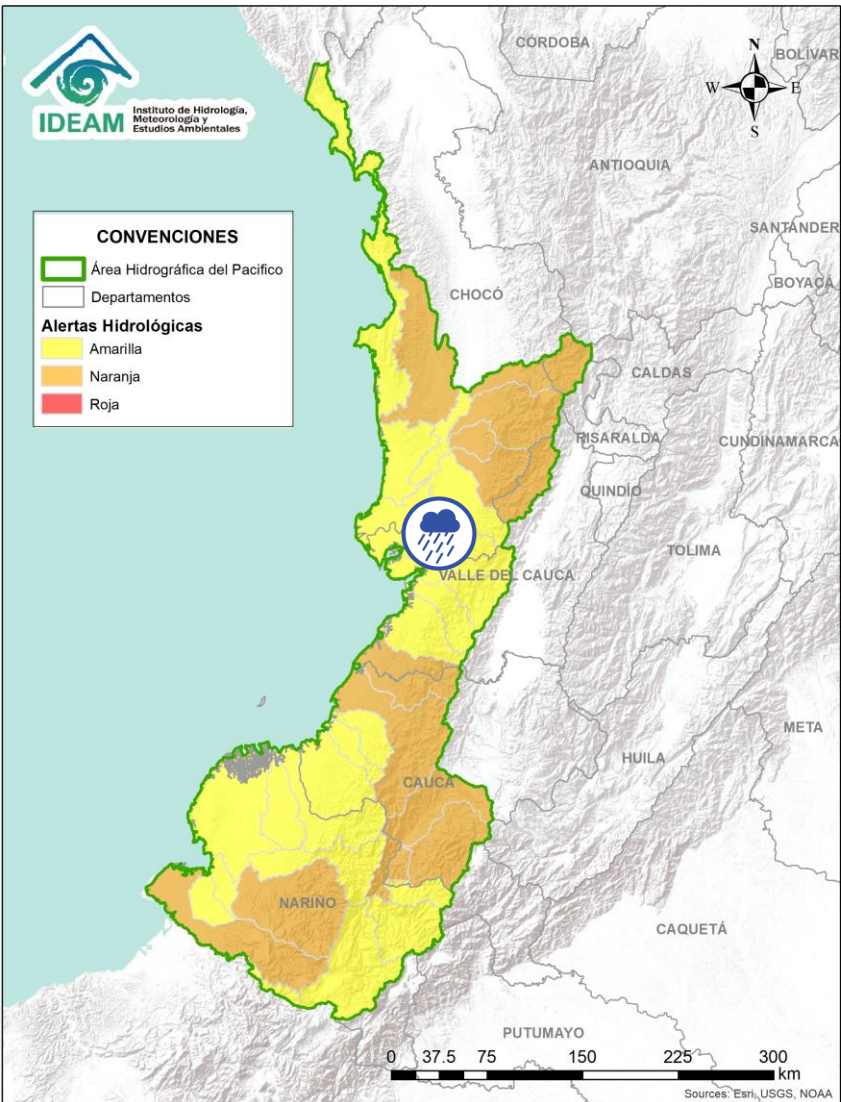 IDEAM
Instituto de Hidrología,
Meteorología y
Estudios Ambientales
N
W
E
S
CÓRDOBA
BOLÍVAR
ANTIOQUIA
SANTANDER
BOYACÁ
CHOCÓ
CONVENCIONES
Área Hidrográfica del Pacifico
Departamentos
Alertas Hidrológicas
Amarilla
Naranja
Roja
CALDAS
RISARALDA
CUNDINAMARCA
QUINDÍO
TOLIMA
VALLE DEL CAUCA
META
HUILA
CAUCA
NARIÑO
CAQUETÁ
PUTUMAYO
0 37.5 75 150 225 300
km
Sources: Esri, USGS, NOAA